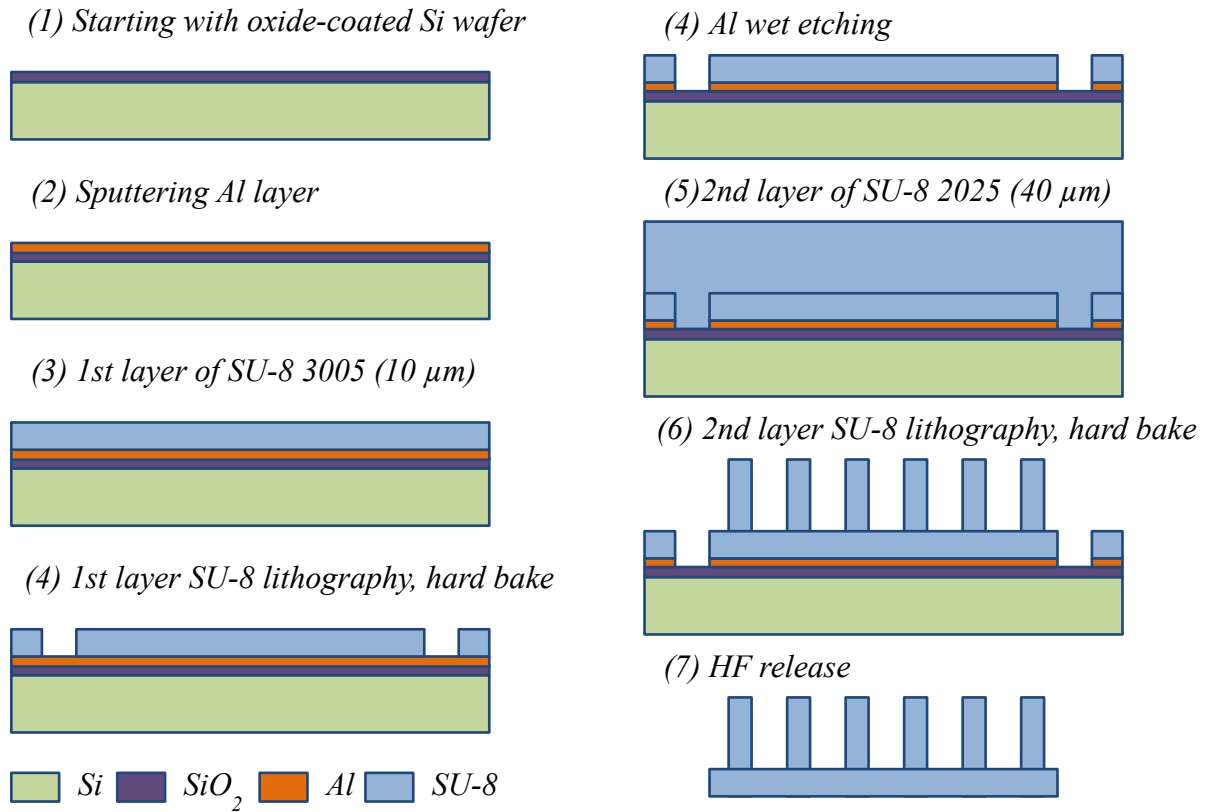 (1) Starting with oxide-coated Si wafer
(2) Sputtering Al layer
(3) 1st layer of SU-8 3005 (10 µm)
(4) 1st layer SU-8 lithography, hard bake
(4) Al wet etching
(5)2nd layer of SU-8 2025 (40 µm)
(6) 2nd layer SU-8 lithography, hard bake
(7) HF release
Si SiO2 Al SU-8